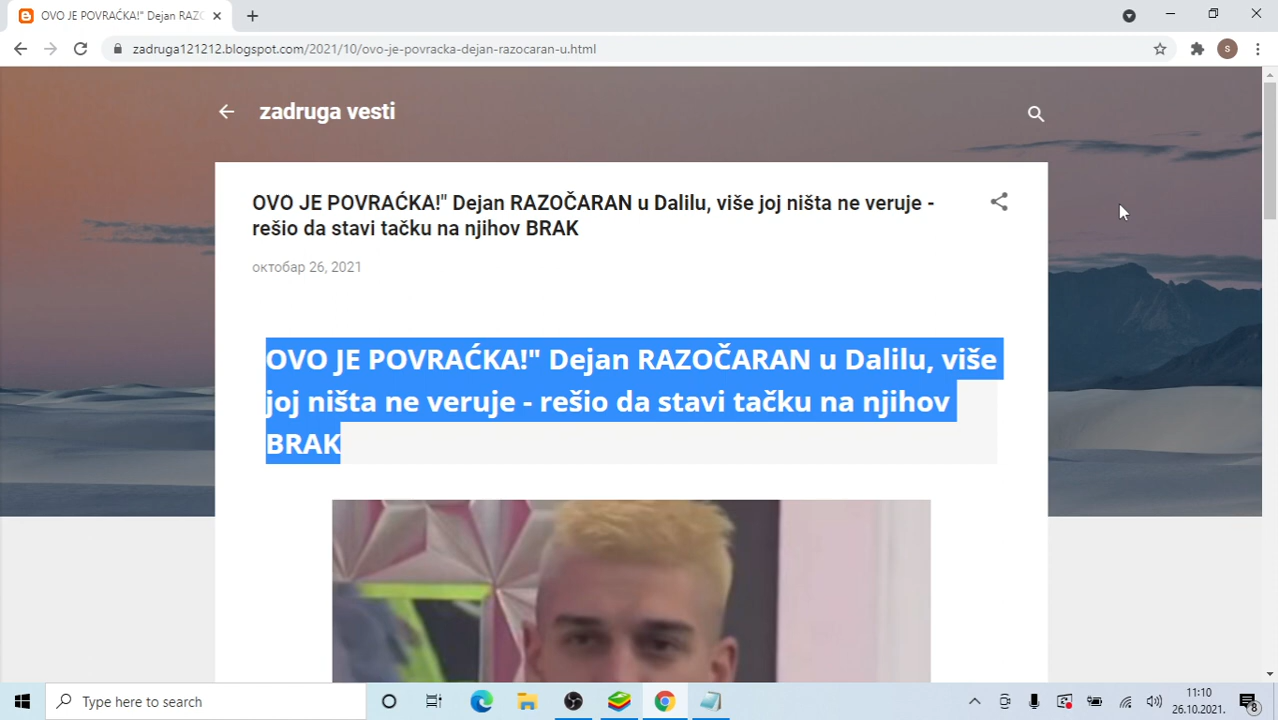 OVO JE POVRAĆKA!" Dejan RAZC
zadruga121212.blogspot.com/2021/10/ovo-je-povracka-dejan-razocaran-u.html
S
zadruga vesti
OVO JE POVRAĆKA!" Dejan RAZOČARAN u Dalilu, više joj ništa ne veruje -
rešio da stavi tačku na njihov BRAK
октобар 26, 2021
OVO JE POVRAĆKA!" Dejan RAZOČARAN u Dalilu, više
joj ništa ne veruje - rešio da stavi tačku na njihov
BRAK
Type here to search
11:10
26.10.2021.
8